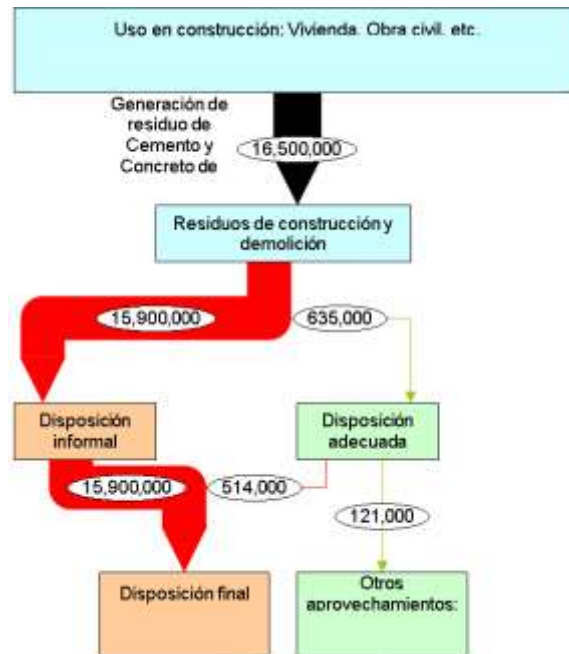 Uso en construcción: Vivienda. Obra civil. etc.
Generación de
residuo de
Cemento y
Concreto de
16,500,000
Residuos de construcción y
demolición
15,900,000
635,000
Disposición
informal
Disposición
adecuada
15,900,000
514,000
121,000
Disposición final
Otros
aprovechamientos: